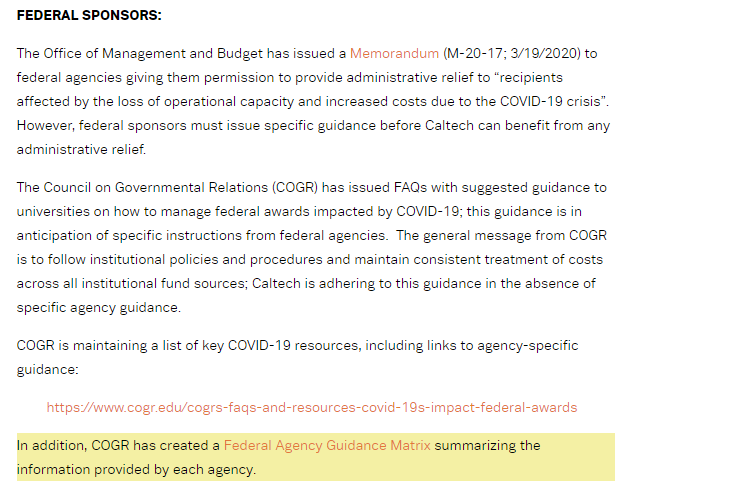 FEDERAL SPONSORS:
The Office of Management and Budget has issued a Memorandum (M-20-17; 3/19/2020) to
federal agencies giving them permission to provide administrative relief to “recipients
affected by the loss of operational capacity and increased costs due to the COVID-19 crisis”.
However, federal sponsors must issue specific guidance before Caltech can benefit from any
administrative relief.
The Council on Governmental Relations (COGR) has issued FAQs with suggested guidance to
universities on how to manage federal awards impacted by COVID-19; this guidance is in
anticipation of specific instructions from federal agencies.  The general message from COGR
is to follow institutional policies and procedures and maintain consistent treatment of costs
across all institutional fund sources; Caltech is adhering to this guidance in the absence of
specific agency guidance.
COGR is maintaining a list of key COVID-19 resources, including links to agency-specific
guidance:
https://www.cogr.edu/cogrs-faqs-and-resources-covid-19s-impact-federal-awards
In addition, COGR has created a Federal Agency Guidance Matrix summarizing the
information provided by each agency.